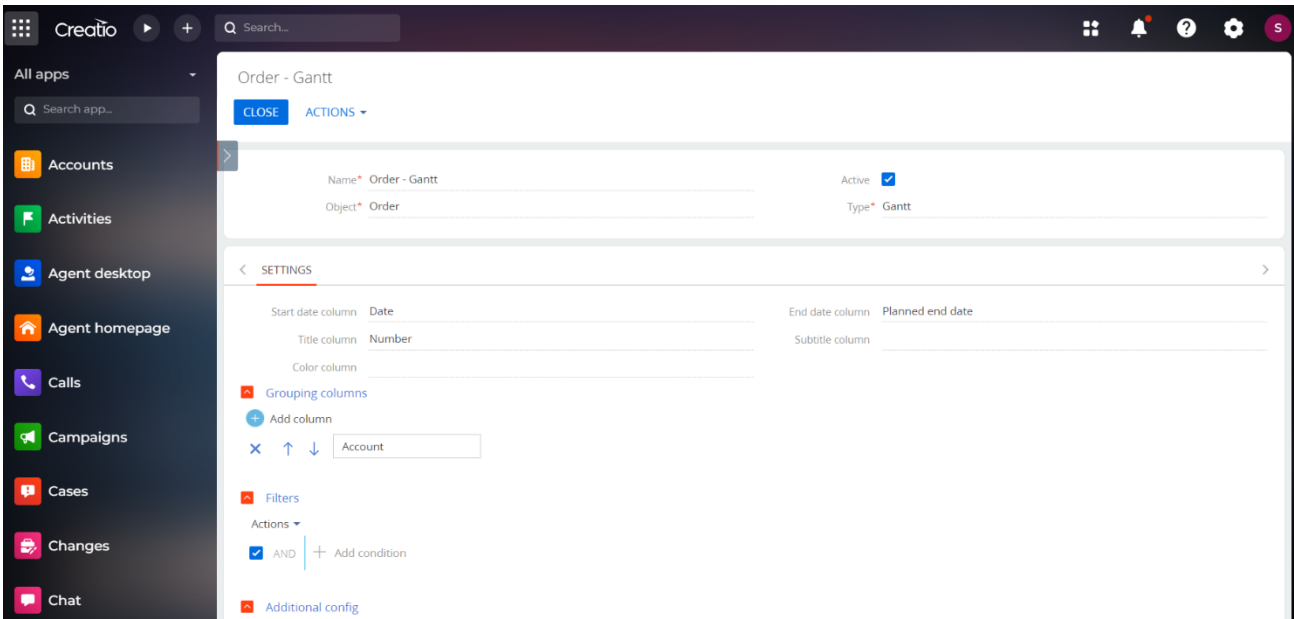 Creatio
Search...
S
All apps
Search app...
Accounts
Activities
Agent desktop
Agent homepage
Calls
Campaigns
Cases
Changes
Chat
Order - Gantt
CLOSE ACTIONS
Name* Order - Gantt
Active
Object* Order
Type* Gantt
SETTINGS
Start date column Date
End date column Planned end date
Title column Number
Subtitle column
Color column
Grouping columns
Add column
Account
Filters
Actions
AND Add condition
Additional config